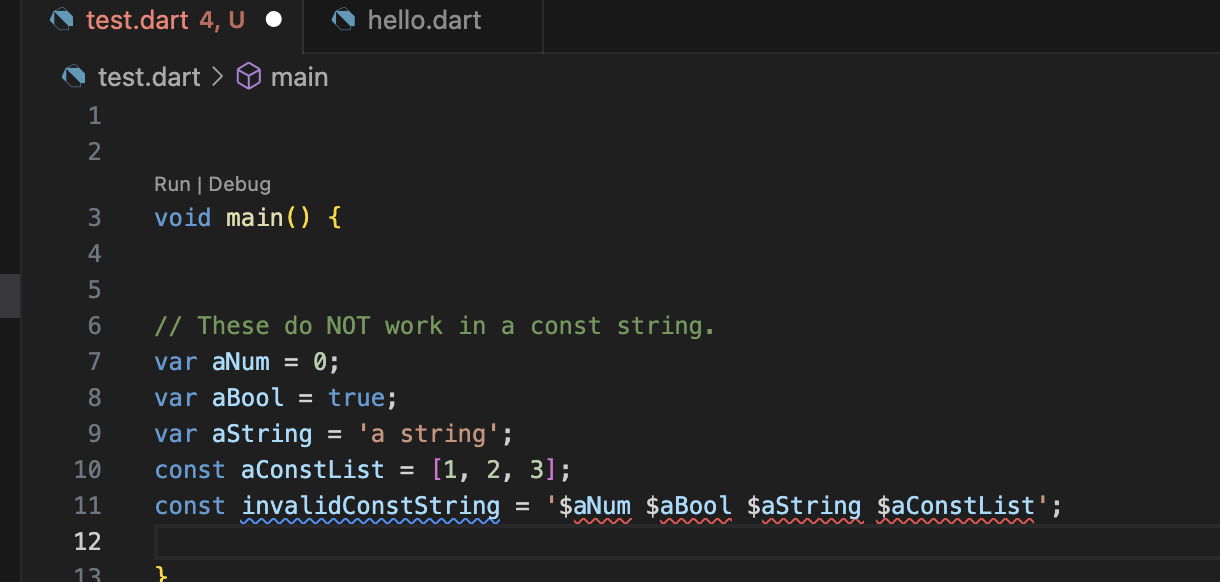 test.dart 4, U ● hello.dart
test.dart > main
1
2
Run | Debug
3 void main() {
4
5
6 // These do NOT work in a const string.
7 var aNum = 0;
8 var aBool = true;
9 var aString = 'a string';
10 const aConstList = [1, 2, 3];
11 const invalidConstString = '$aNum $aBool $aString $aConstList';
12
13 }